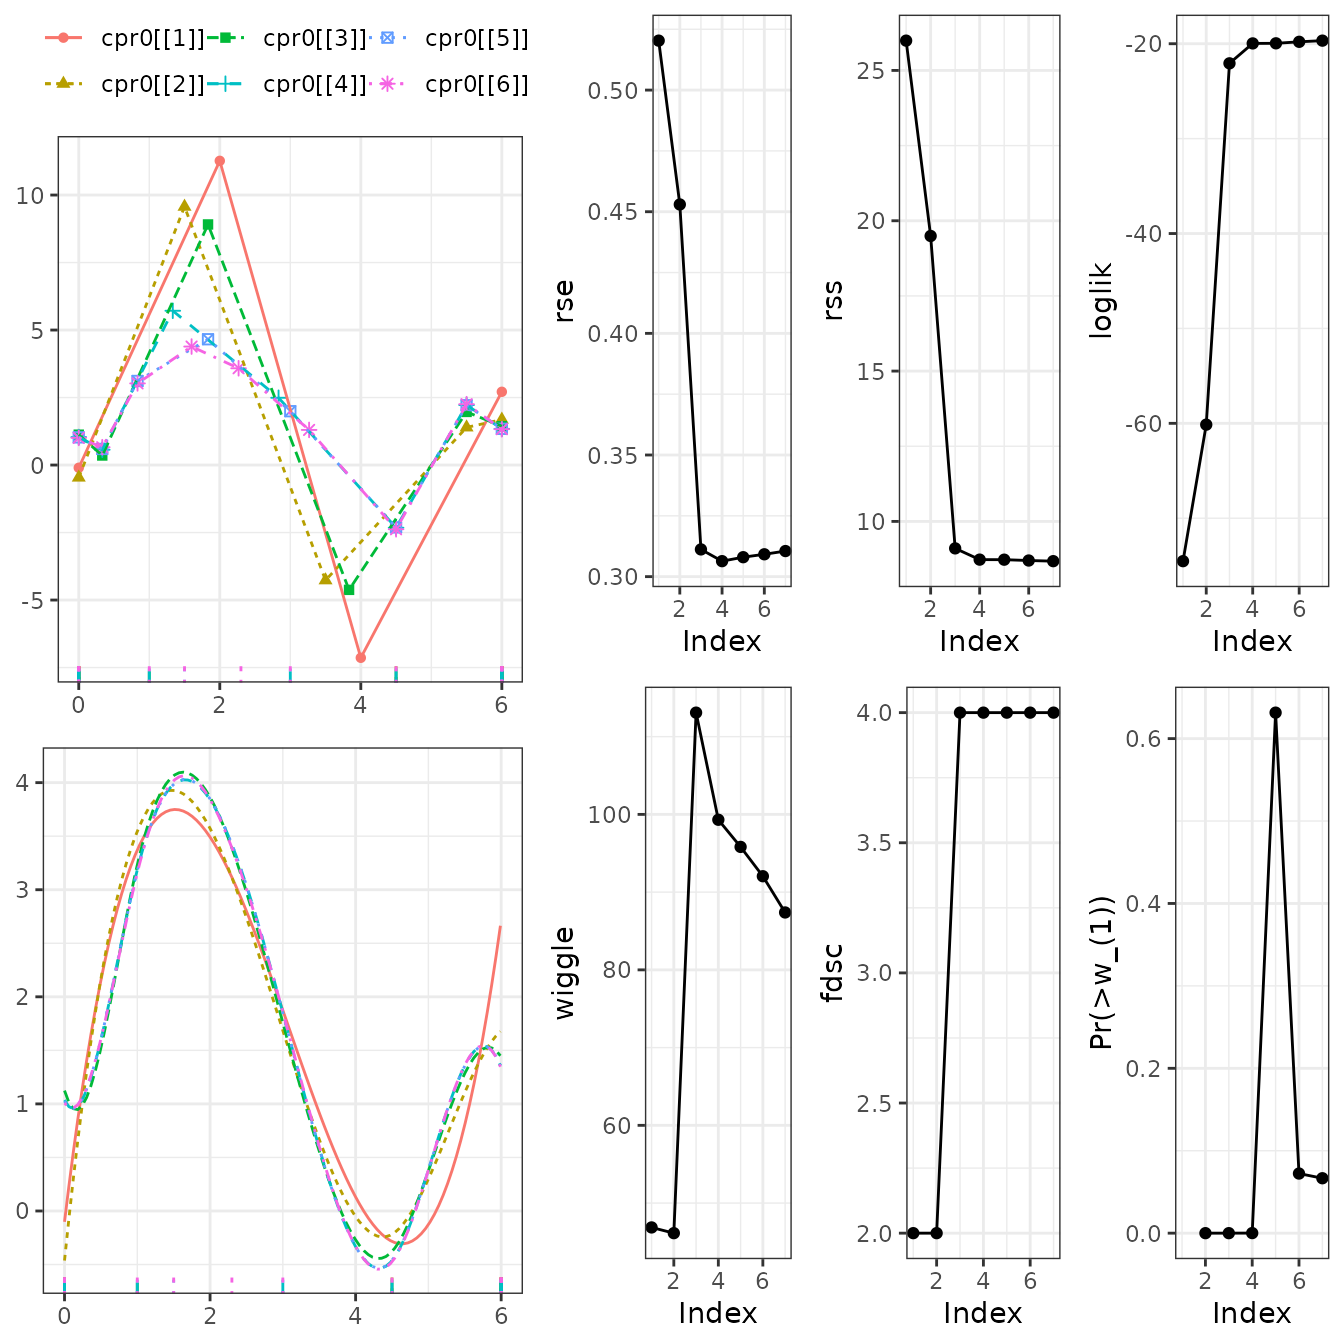 cpr0[[1]] cpr0[[3]] cpr0[[5]]
cpr0[[2]] cpr0[[4]] cpr0[[6]]
10
5
0
-5
0 2 4 6
rse
0.50
0.45
0.40
0.35
0.30
2 4 6
Index
rss
25
20
15
10
2 4 6
Index
loglik
-20
-40
-60
2 4 6
Index
4
3
2
1
0
0 2 4 6
wiggle
100
80
60
2 4 6
Index
fdsc
4.0
3.5
3.0
2.5
2.0
2 4 6
Index
Pr(>w_(1))
0.6
0.4
0.2
0.0
2 4 6
Index